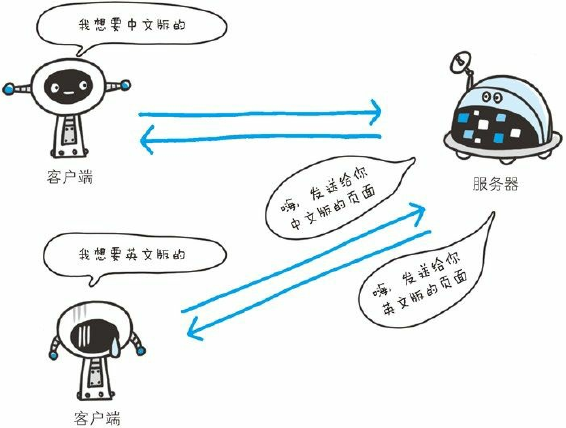 我想要中文版的
客户端
服务器
嗨，发送给你
中文版的页面
我想要英文版的
嗨，发送给你
英文版的页面
客户端